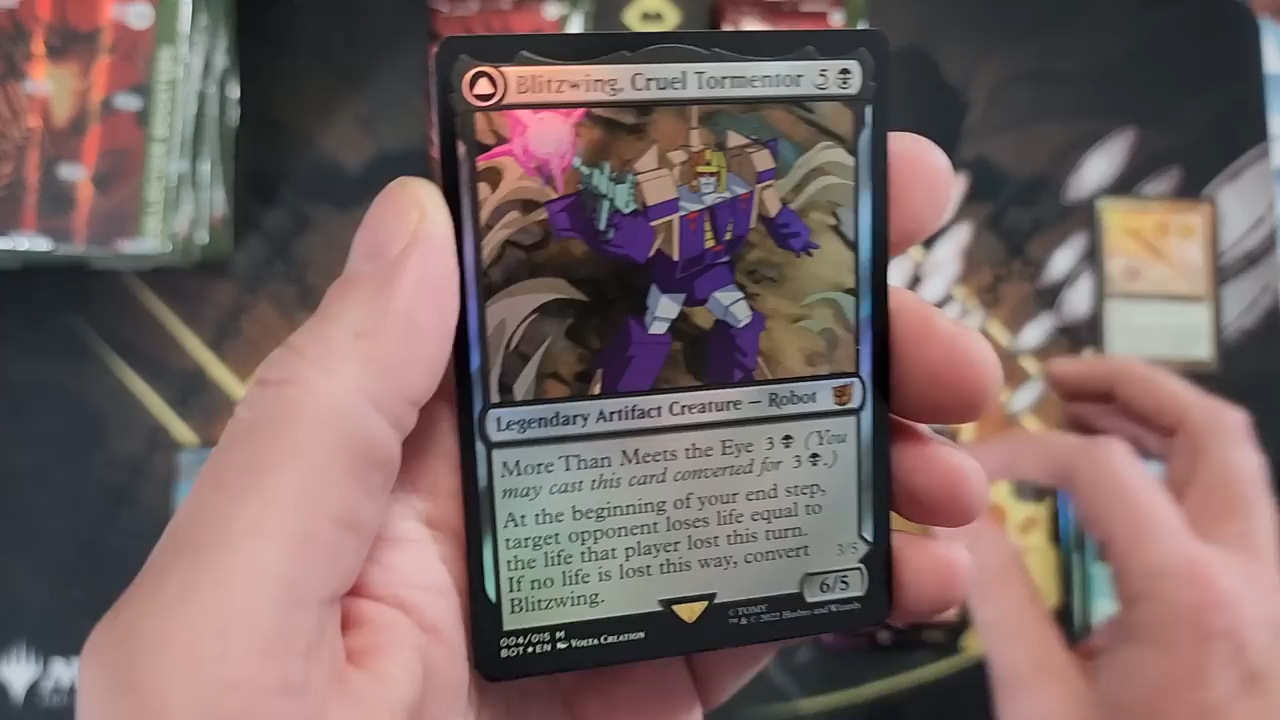 Blitzwing, Cruel Tormentor 5
Legendary Artifact Creature — Robot
More Than Meets the Eye 3 (You
may cast this card converted for 3 .)
At the beginning of your end step,
target opponent loses life equal to
the life that player lost this turn.
If no life is lost this way, convert
Blitzwing.
3/5
6/5
004/015 M
BOT★EN Volta Creation
©TOMY
™ & © 2022 Hasbro and Wizards